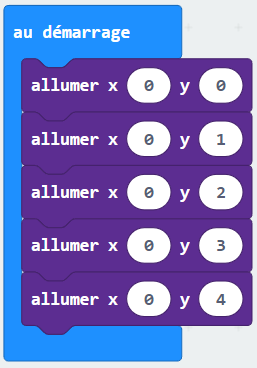 au démarrage
allumer x 0 y 0
allumer x 0 y 1
allumer x 0 y 2
allumer x 0 y 3
allumer x 0 y 4